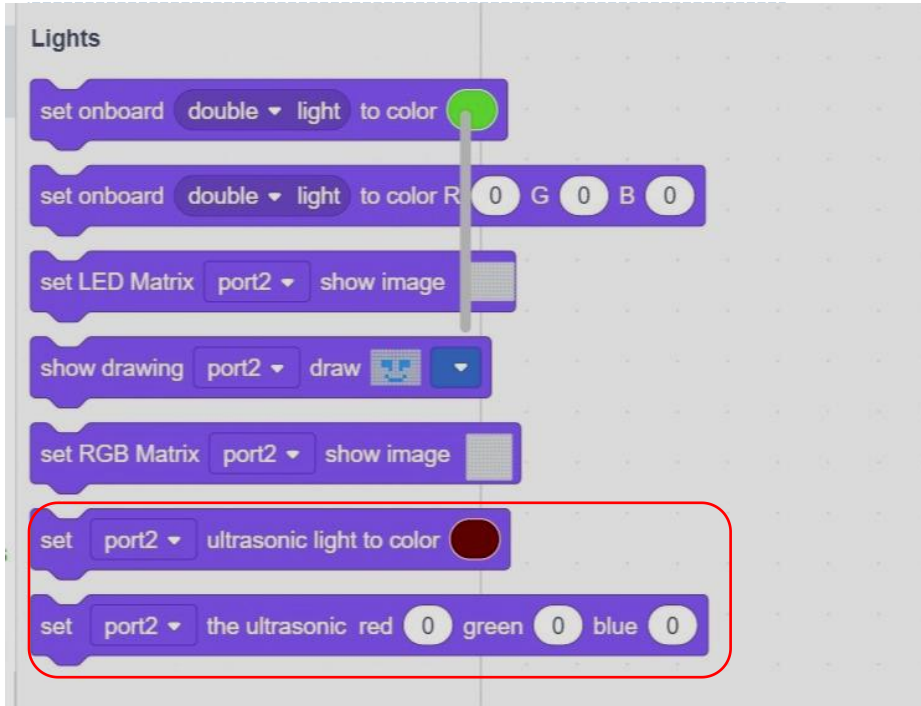 Lights
set onboard double light to color
set onboard double light to color R 0 G 0 B 0
set LED Matrix port2 show image
show drawing port2 draw
set RGB Matrix port2 show image
set port2 ultrasonic light to color
set port2 the ultrasonic red 0 green 0 blue 0